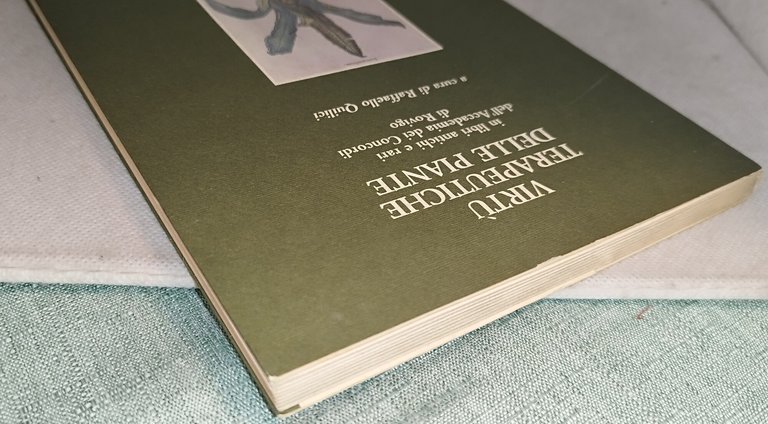 VIRTÙ
TERAPEUTICHE
DELLE PIANTE
in libri antichi e rari
dell'Accademia dei Concordi
di Rovigo
a cura di Raffaello Quilici